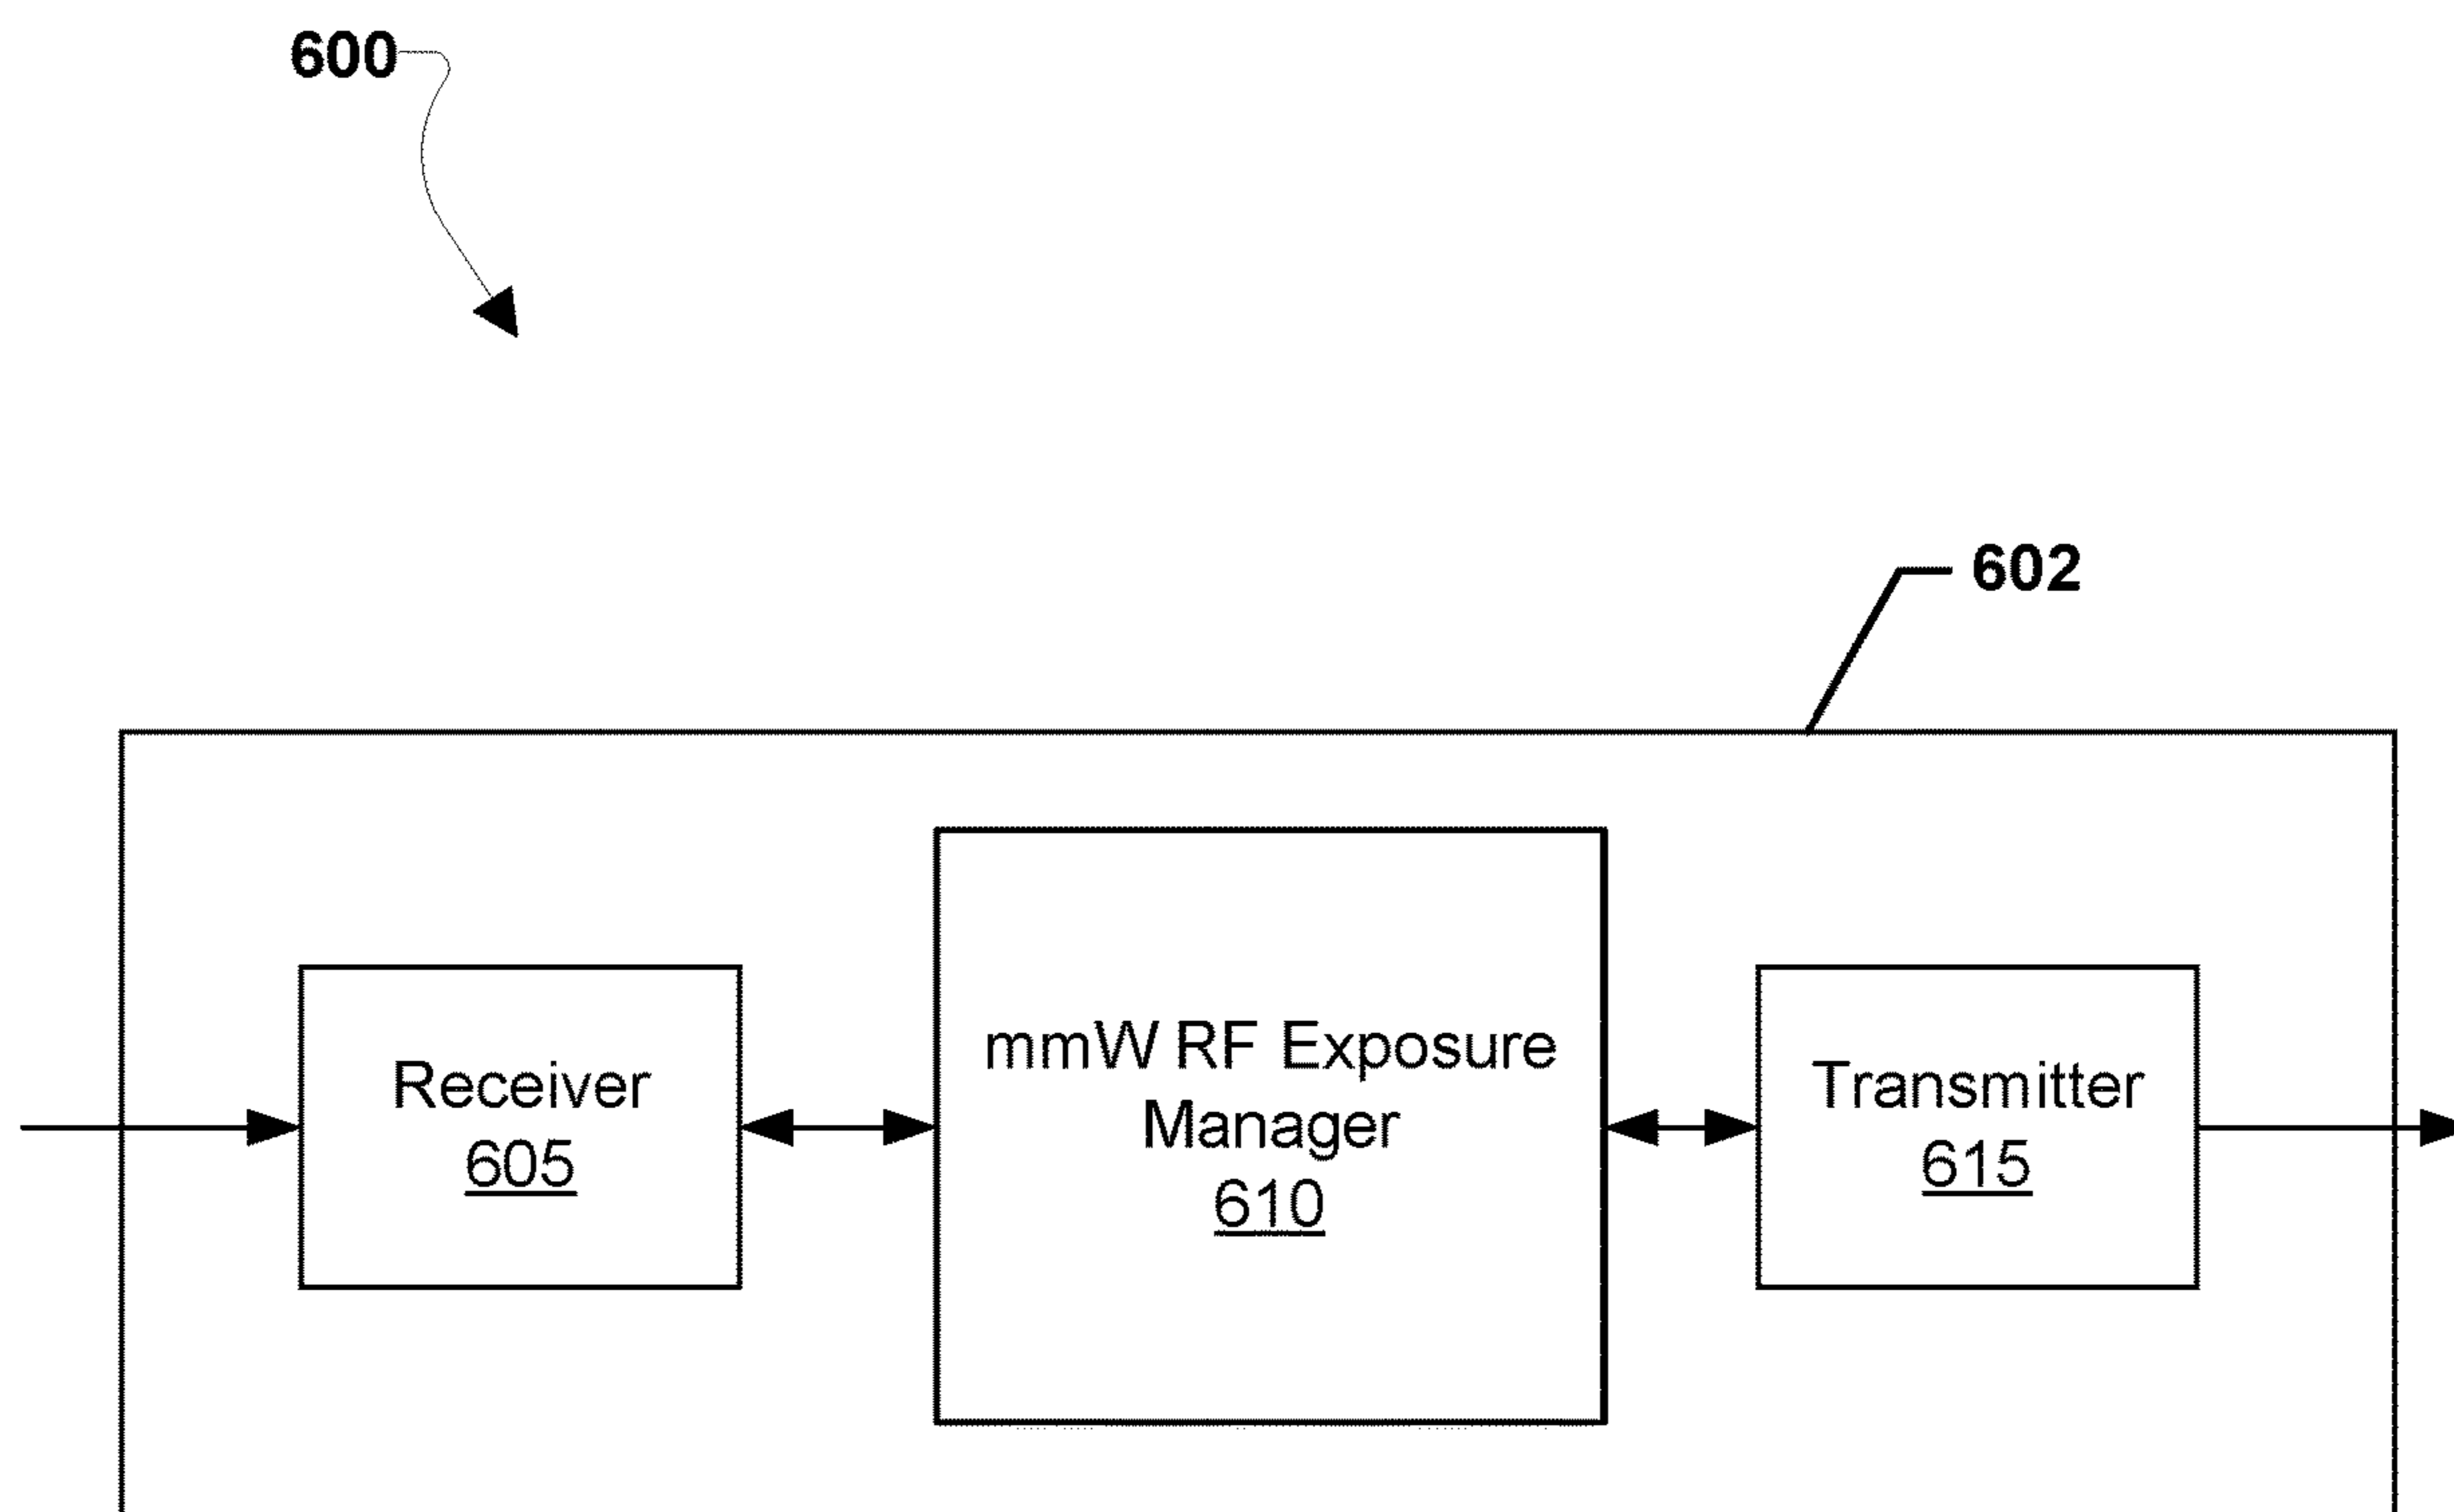 600
602
Receiver
605
mmW RF Exposure
Manager
610
Transmitter
615